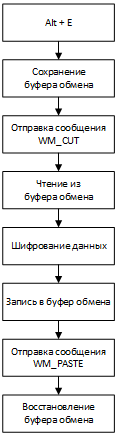 Alt + E
Сохранение
буфера обмена
Отправка сообщения
WM_CUT
Чтение из
буфера обмена
Шифрование данных
Запись в буфер обмена
Отправка сообщения
WM_PASTE
Восстановление
буфера обмена